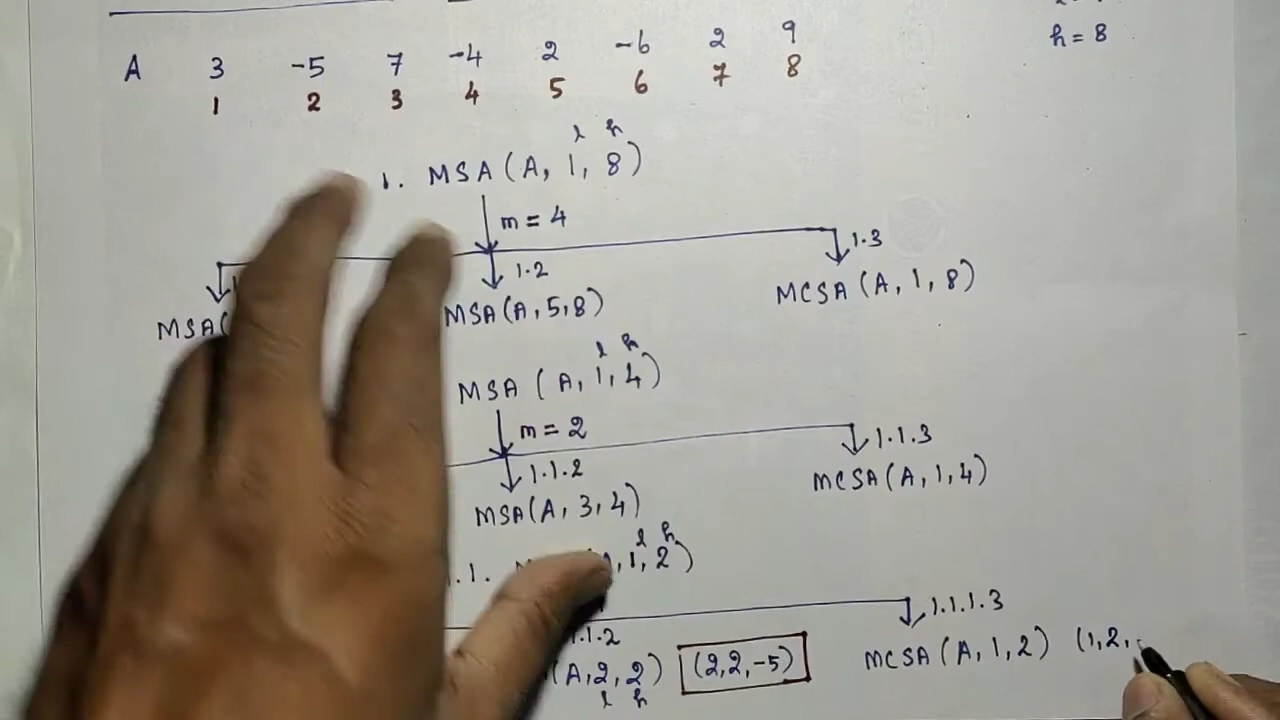 h = 8
A 3 -5 7 -4 2 -6 2 9
1 2 3 4 5 6 7 8
l h
1. MSA (A, 1, 8)
m = 4
1.2
1.3
MSA(
MSA(A, 5,8)
MCSA (A, 1, 8)
l h
MSA (A, 1, 4)
m = 2
1.1.2
1.1.3
MSA(A, 3, 4)
MCSA(A, 1, 4)
l h
1, 2)
1.1.1.3
(A, 2, 2) (2,2,-5)
MCSA (A, 1, 2) (1,2,
l h